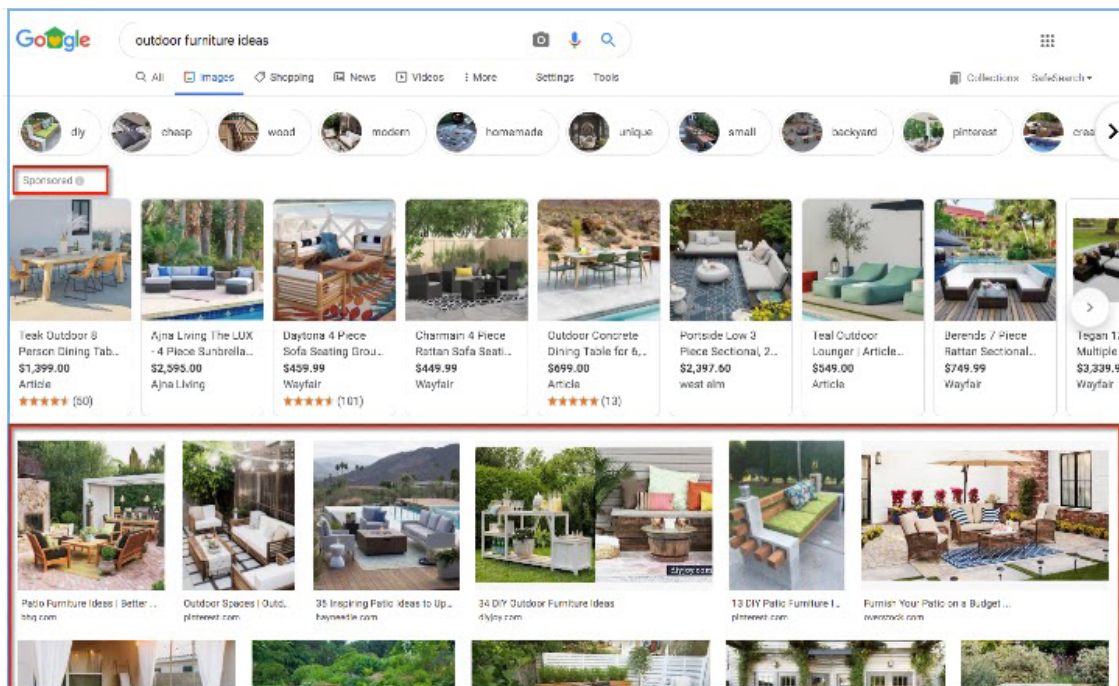 Google
outdoor furniture ideas
All Images Shopping News Videos More Settings Tools Collections SafeSearch
diy cheap wood modern homemade unique small backyard pinterest crea
Sponsored
Teak Outdoor 8
Person Dining Tab...
$1,399.00
Article
(50)
Ajna Living The LUX
- 4 Piece Sunbrella...
$2,595.00
Ajna Living
Daytona 4 Piece
Sofa Seating Grou...
$459.99
Wayfair
(101)
Charmain 4 Piece
Rattan Sofa Seati...
$449.99
Wayfair
Outdoor Concrete
Dining Table for 6,...
$699.00
Article
(13)
Portside Low 3
Piece Sectional, 2...
$2,397.60
west elm
Teal Outdoor
Lounger | Article...
$549.00
Article
Berends 7 Piece
Rattan Sectional...
$749.99
Wayfair
Tegan 1
Multiple
$3,339.9
Wayfair
Patio Furniture Ideas | Better ...
bhg.com
Outdoor Spaces | Outd...
pinterest.com
35 Inspiring Patio Ideas to Up...
hayneedle.com
diyjoy.com
34 DIY Outdoor Furniture Ideas
diyjoy.com
13 DIY Patio Furniture I...
pinterest.com
Furnish Your Patio on a Budget ...
overstock.com